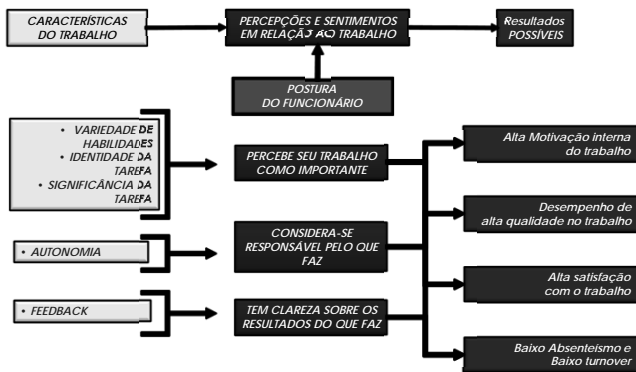 CARACTERÍSTICAS
DO TRABALHO
PERCEPÇÕES E SENTIMENTOS
EM RELAÇÃO AO TRABALHO
Resultados
POSSÍVEIS
POSTURA
DO FUNCIONÁRIO
• VARIEDADE DE
HABILIDADES
• IDENTIDADE DA
TAREFA
• SIGNIFICÂNCIA DA
TAREFA
PERCEBE SEU TRABALHO
COMO IMPORTANTE
• AUTONOMIA
CONSIDERA-SE
RESPONSÁVEL PELO QUE
FAZ
• FEEDBACK
TEM CLAREZA SOBRE OS
RESULTADOS DO QUE FAZ
Alta Motivação interna
do trabalho
Desempenho de
alta qualidade no trabalho
Alta satisfação
com o trabalho
Baixo Absenteísmo e
Baixo turnover